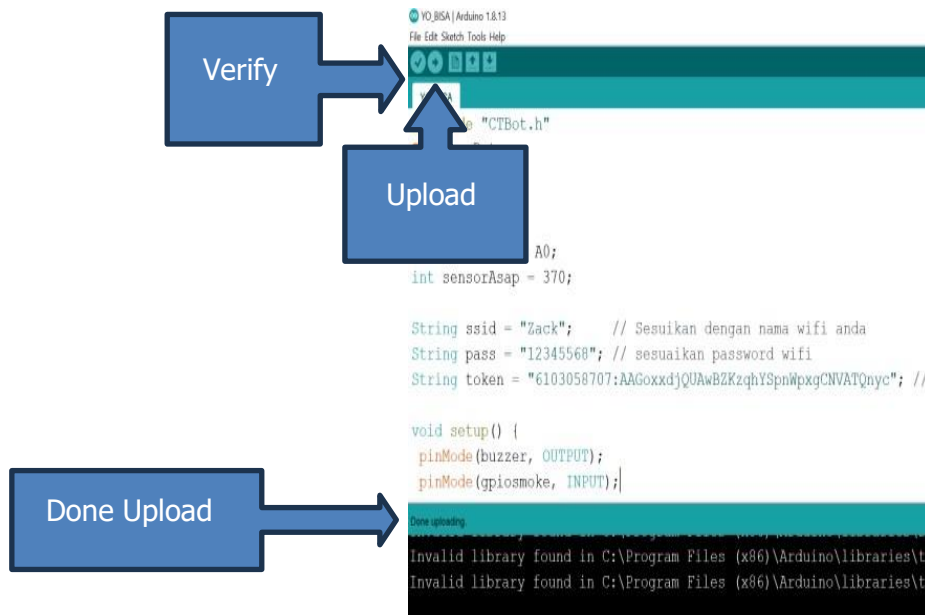 YO_BISA | Arduino 1.8.13
File Edit Sketch Tools Help
Verify
"CTBot.h"
Upload
A0;
int sensorAsap = 370;
String ssid = "Zack"; // Sesuikan dengan nama wifi anda
String pass = "12345568"; // sesuaikan password wifi
String token = "6103058707:AAGoxxdjQUAwBZKzqhYSpnWpxgCNVATQnyc"; //
void setup() {
pinMode(buzzer, OUTPUT);
pinMode(gpiosmoke, INPUT);
Done Upload
Done uploading.
Invalid library found in C:\Program Files (x86)\Arduino\libraries\t
Invalid library found in C:\Program Files (x86)\Arduino\libraries\t